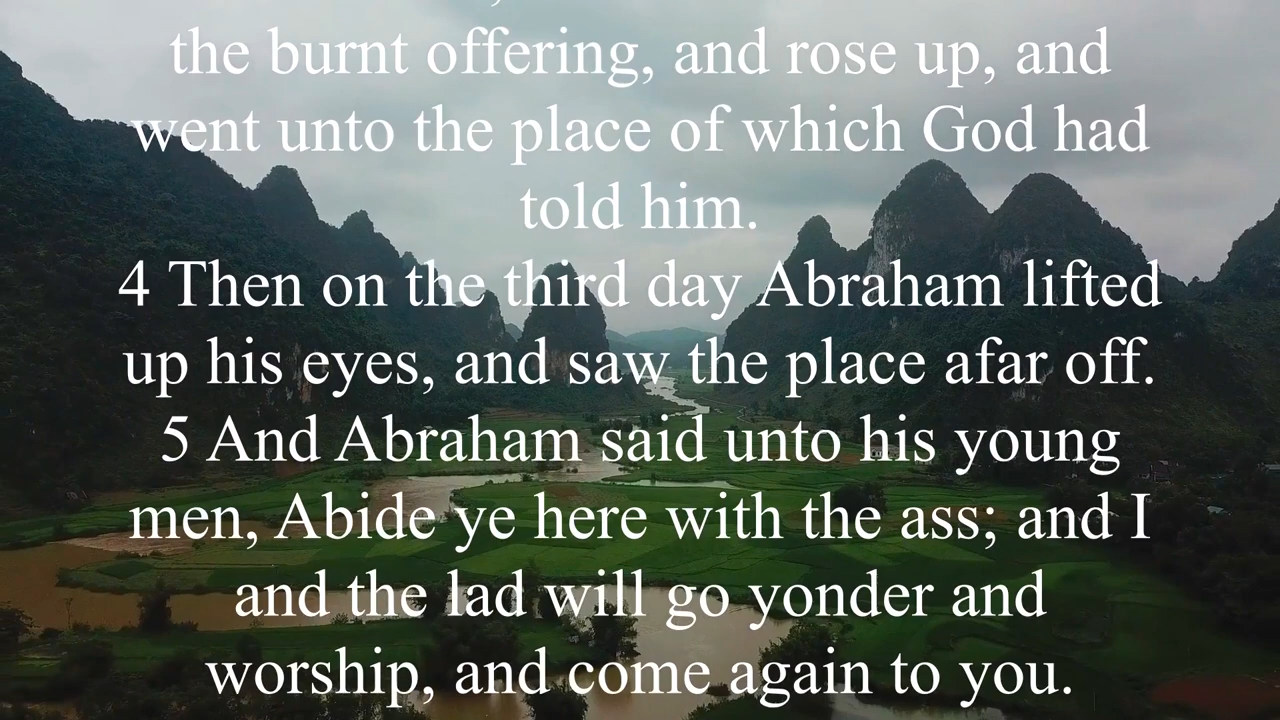 the burnt offering, and rose up, and
went unto the place of which God had
told him.
4 Then on the third day Abraham lifted
up his eyes, and saw the place afar off.
5 And Abraham said unto his young
men, Abide ye here with the ass; and I
and the lad will go yonder and
worship, and come again to you.